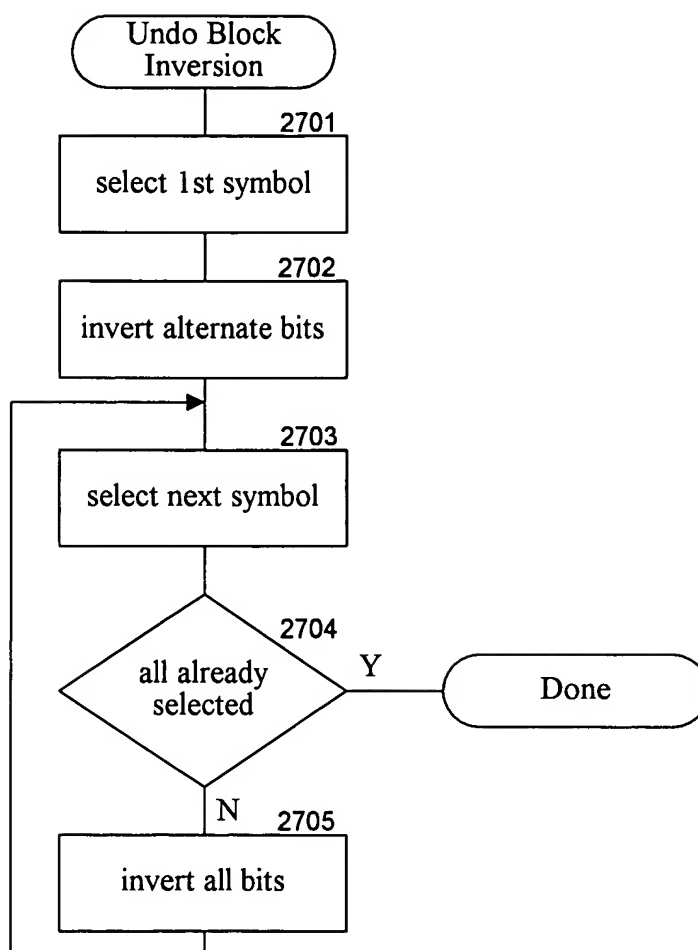 Undo Block
Inversion
2701
select 1st symbol
2702
invert alternate bits
2703
select next symbol
2704
all already
selected
Y
Done
N
2705
invert all bits